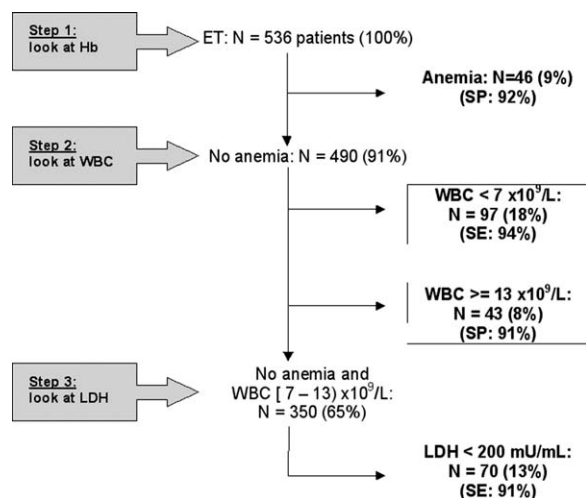 Step 1:
look at Hb
ET: N = 536 patients (100%)
Anemia: N=46 (9%)
(SP: 92%)
Step 2:
look at WBC
No anemia: N = 490 (91%)
WBC < 7 x10⁹/L:
N = 97 (18%)
(SE: 94%)
WBC >= 13 x10⁹/L:
N = 43 (8%)
(SP: 91%)
Step 3:
look at LDH
No anemia and
WBC [ 7 – 13) x10⁹/L:
N = 350 (65%)
LDH < 200 mU/mL:
N = 70 (13%)
(SE: 91%)